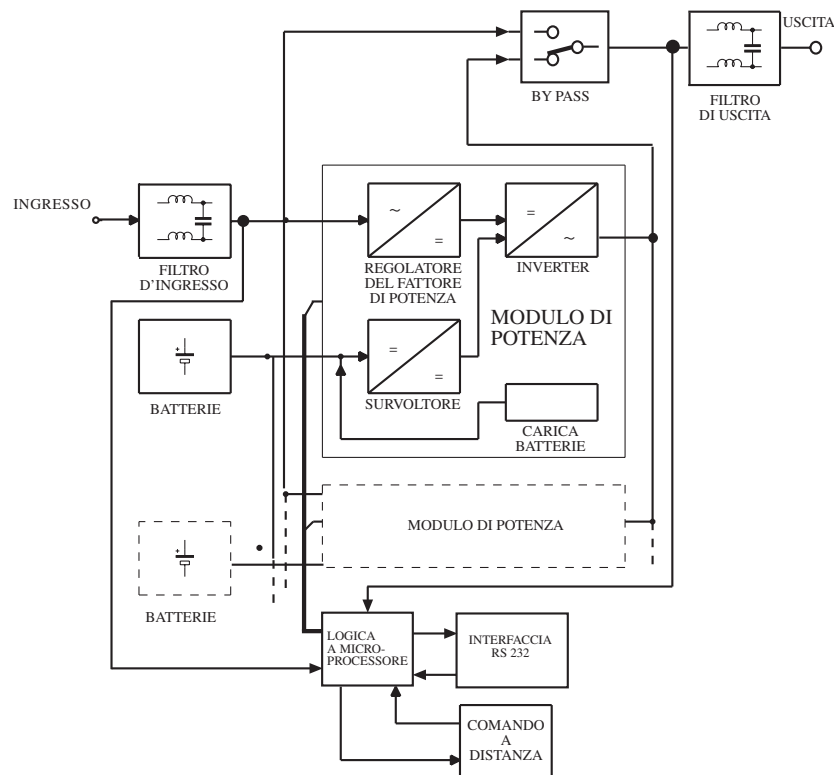 USCITA
BY PASS
FILTRO
DI USCITA
INGRESSO
~
=
=
~
FILTRO
D'INGRESSO
REGOLATORE
DEL FATTORE
DI POTENZA
INVERTER
MODULO DI
POTENZA
+
=
=
BATTERIE
SURVOLTORE
CARICA
BATTERIE
MODULO DI POTENZA
+
BATTERIE
LOGICA
A MICRO-
PROCESSORE
INTERFACCIA
RS 232
COMANDO
A
DISTANZA